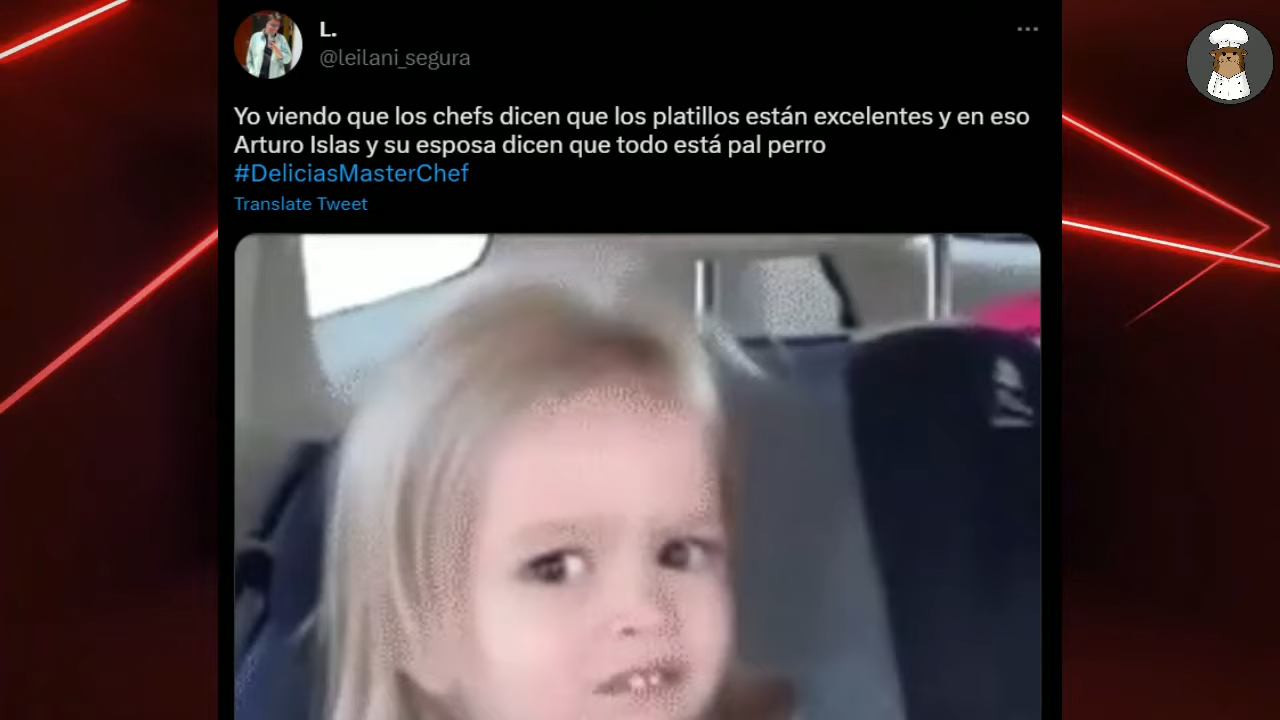 L.
@leilani_segura
Yo viendo que los chefs dicen que los platillos están excelentes y en eso
Arturo Islas y su esposa dicen que todo está pal perro
#DeliciasMasterChef
Translate Tweet